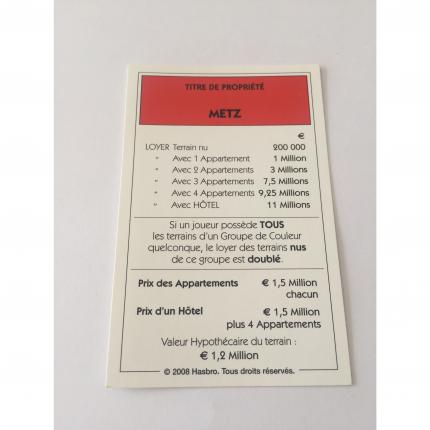 TITRE DE PROPRIÉTÉ
METZ
€
LOYER Terrain nu 200 000
" Avec 1 Appartement 1 Million
" Avec 2 Appartements 3 Millions
" Avec 3 Appartements 7,5 Millions
" Avec 4 Appartements 9,25 Millions
" Avec HÔTEL 11 Millions
Si un joueur possède TOUS
les terrains d'un Groupe de Couleur
quelconque, le loyer des terrains nus
de ce groupe est doublé.
Prix des Appartements € 1,5 Million
chacun
Prix d'un Hôtel € 1,5 Million
plus 4 Appartements
Valeur Hypothécaire du terrain :
€ 1,2 Million
© 2008 Hasbro. Tous droits réservés.